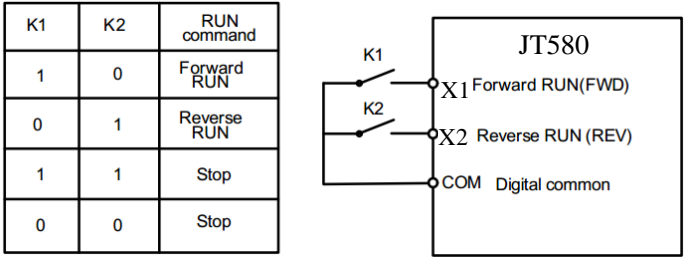 K1 K2 RUN command
1 0 Forward RUN
0 1 Reverse RUN
1 1 Stop
0 0 Stop
JT580
K1
X1 Forward RUN(FWD)
K2
X2 Reverse RUN (REV)
COM Digital common